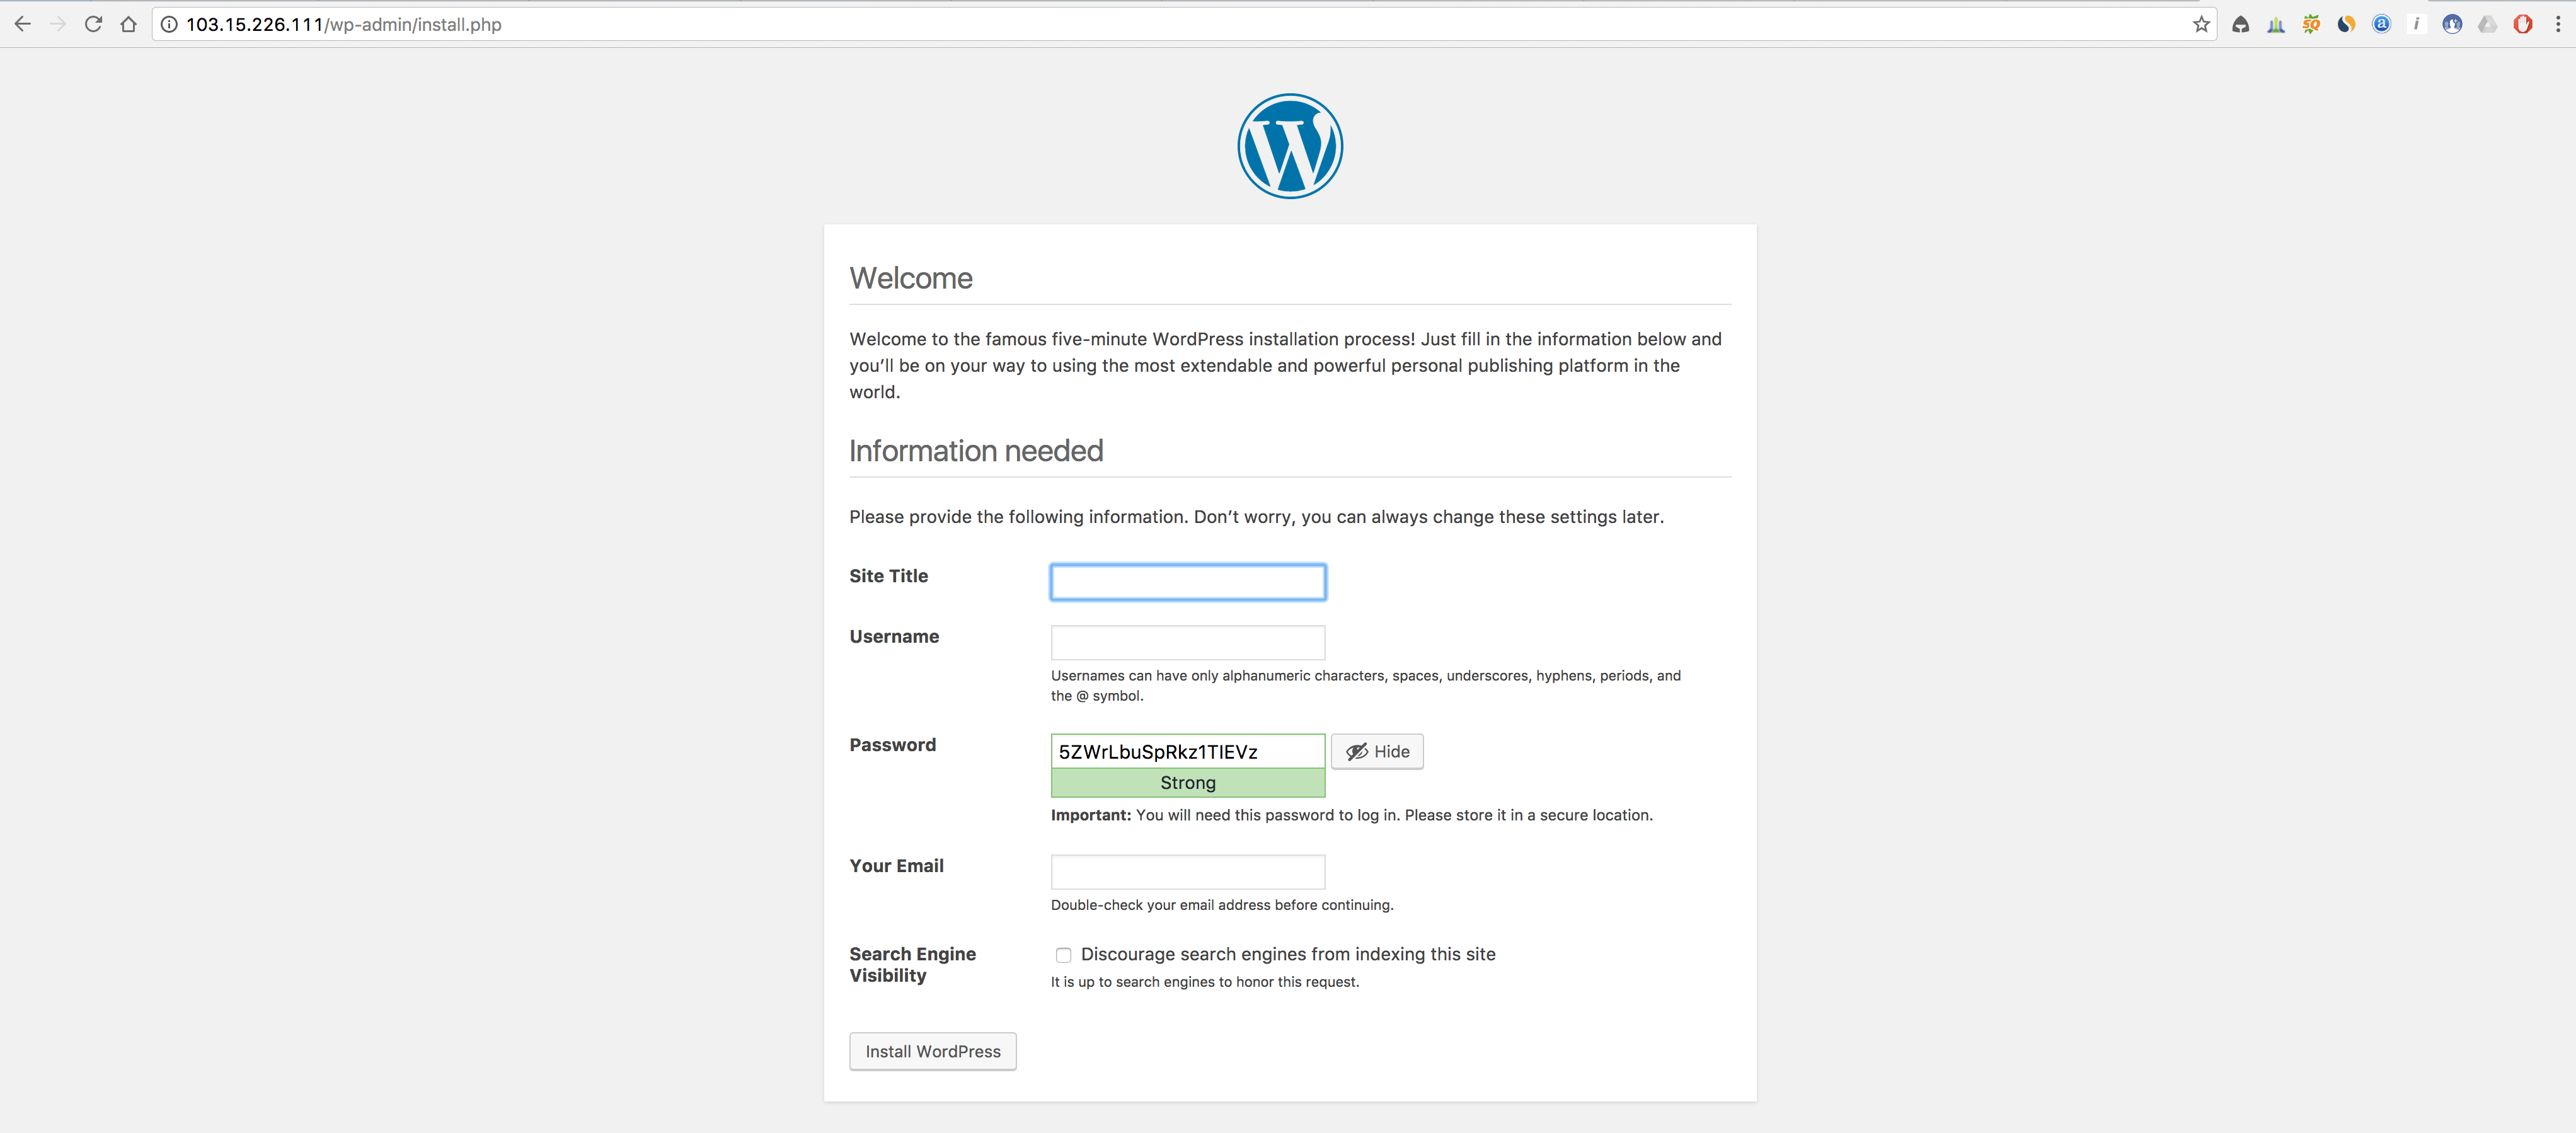 103.15.226.111/wp-admin/install.php
Welcome
Welcome to the famous five-minute WordPress installation process! Just fill in the information below and
you’ll be on your way to using the most extendable and powerful personal publishing platform in the
world.
Information needed
Please provide the following information. Don’t worry, you can always change these settings later.
Site Title
Username
Usernames can have only alphanumeric characters, spaces, underscores, hyphens, periods, and
the @ symbol.
Password
5ZWrLbuSpRkz1TIEVz
Hide
Strong
Important: You will need this password to log in. Please store it in a secure location.
Your Email
Double-check your email address before continuing.
Search Engine
Visibility
Discourage search engines from indexing this site
It is up to search engines to honor this request.
Install WordPress